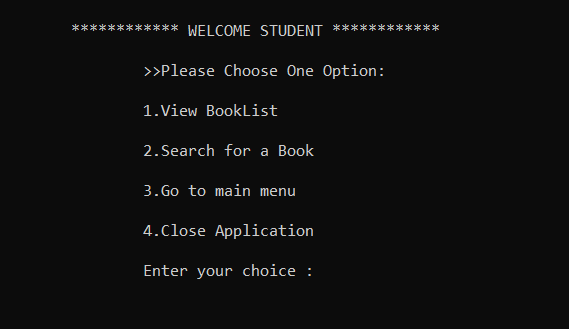 ************ WELCOME STUDENT ************
>>Please Choose One Option:
1.View BookList
2.Search for a Book
3.Go to main menu
4.Close Application
Enter your choice :